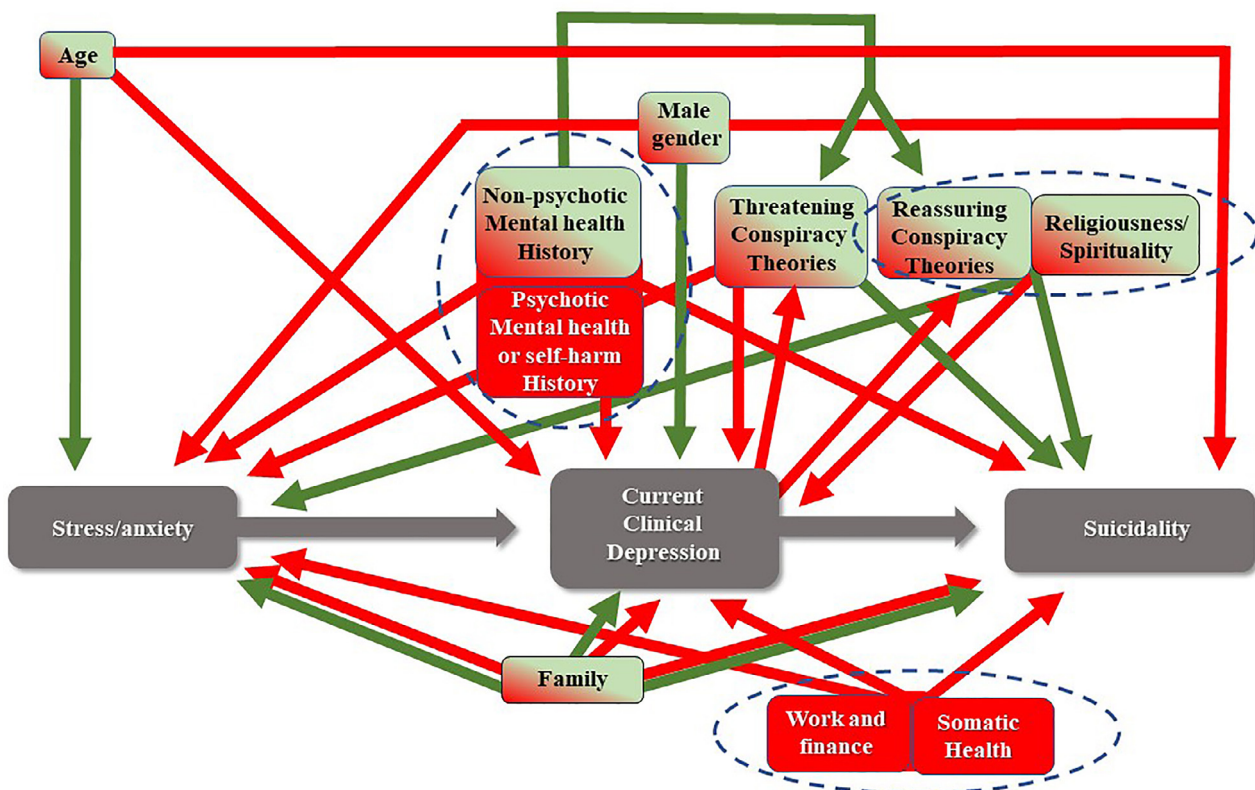 Age
Male
gender
Non-psychotic
Mental health
History
Threatening
Conspiracy
Theories
Reassuring
Conspiracy
Theories
Religiousness/
Spirituality
Psychotic
Mental health
or self-harm
History
Stress/anxiety
Current
Clinical
Depression
Suicidality
Family
Work and
finance
Somatic
Health